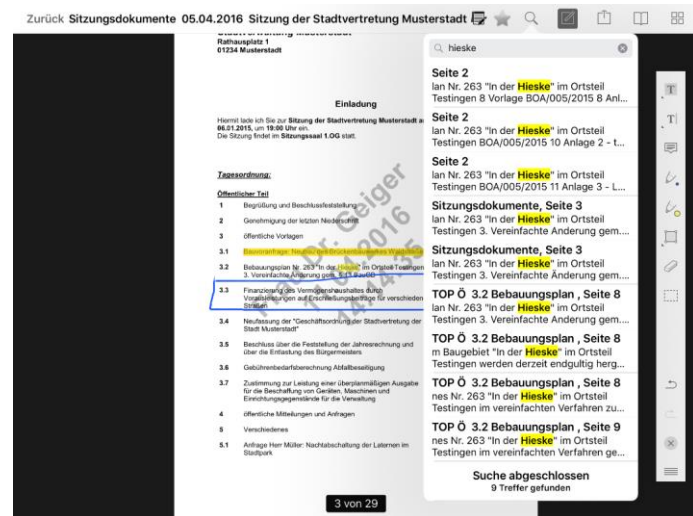 Zurück Sitzungsdokumente 05.04.2016 Sitzung der Stadtvertretung Musterstadt
Rathausplatz 1
01234 Musterstadt
Einladung
Hiermit lade ich Sie zur Sitzung der Stadtvertretung Musterstadt
06.01.2015, um 19:00 Uhr ein.
Die Sitzung findet im Sitzungssaal 1.OG statt.
Tagesordnung:
Öffentlicher Teil
1 Begrüßung und Beschlussfeststellung
2 Genehmigung der letzten Niederschrift
3 öffentliche Vorlagen
3.1 Bauvoranfrage: Neubau des
3.2 Bebauungsplan Nr. 263 "In der Hieske" im Ortsteil Testingen
3. Vereinfachte Änderung gem.
3.3 Finanzierung des Vermögenshaushaltes durch
Vorausleistungen auf Erschließungsbeiträge für verschiedene
Straßen
3.4 Neufassung der "Geschäftsordnung der Stadtvertretung der
Stadt Musterstadt"
3.5 Beschluss über die Feststellung der Jahresrechnung und
über die Entlastung des Bürgermeisters
3.6 Gebührenbedarfsberechnung Abfallbeseitigung
3.7 Zustimmung zur Leistung einer überplanmäßigen Ausgabe
für die Beschaffung von Geräten, Maschinen und
Einrichtungsgegenstände für die Verwaltung
4 öffentliche Mitteilungen und Anfragen
5 Verschiedenes
5.1 Anfrage Herr Müller: Nachtabschaltung der Laternen im
Stadtpark
Frau Dr. Geiger
2016
14:14:35
3 von 29
hieske
Seite 2
lan Nr. 263 "In der Hieske" im Ortsteil
Testingen 8 Vorlage BOA/005/2015 8 Anl...
Seite 2
lan Nr. 263 "In der Hieske" im Ortsteil
Testingen BOA/005/2015 10 Anlage 2 - t...
Seite 2
lan Nr. 263 "In der Hieske" im Ortsteil
Testingen BOA/005/2015 11 Anlage 3 - L...
Sitzungsdokumente, Seite 3
lan Nr. 263 "In der Hieske" im Ortsteil
Testingen 3. Vereinfachte Änderung gem....
Sitzungsdokumente, Seite 3
lan Nr. 263 "In der Hieske" im Ortsteil
Testingen 3. Vereinfachte Änderung gem....
TOP Ö 3.2 Bebauungsplan , Seite 8
lan Nr. 263 "In der Hieske" im Ortsteil
Testingen 3. Vereinfachte Änderung gem....
TOP Ö 3.2 Bebauungsplan , Seite 8
m Baugebiet "In der Hieske" im Ortsteil
Testingen werden derzeit endgultig herg...
TOP Ö 3.2 Bebauungsplan , Seite 8
nes Nr. 263 "In der Hieske" im Ortsteil
Testingen im vereinfachten Verfahren zu...
TOP Ö 3.2 Bebauungsplan , Seite 9
nes Nr. 263 "In der Hieske" im Ortsteil
Testingen im vereinfachten Verfahren ge...
Suche abgeschlossen
9 Treffer gefunden